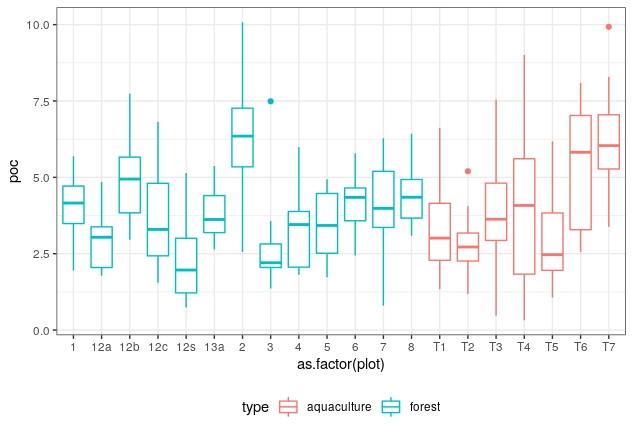 10.0
7.5
5.0
2.5
0.0
poc
1 12a 12b 12c 12s 13a 2 3 4 5 6 7 8 T1 T2 T3 T4 T5 T6 T7
as.factor(plot)
type aquaculture forest